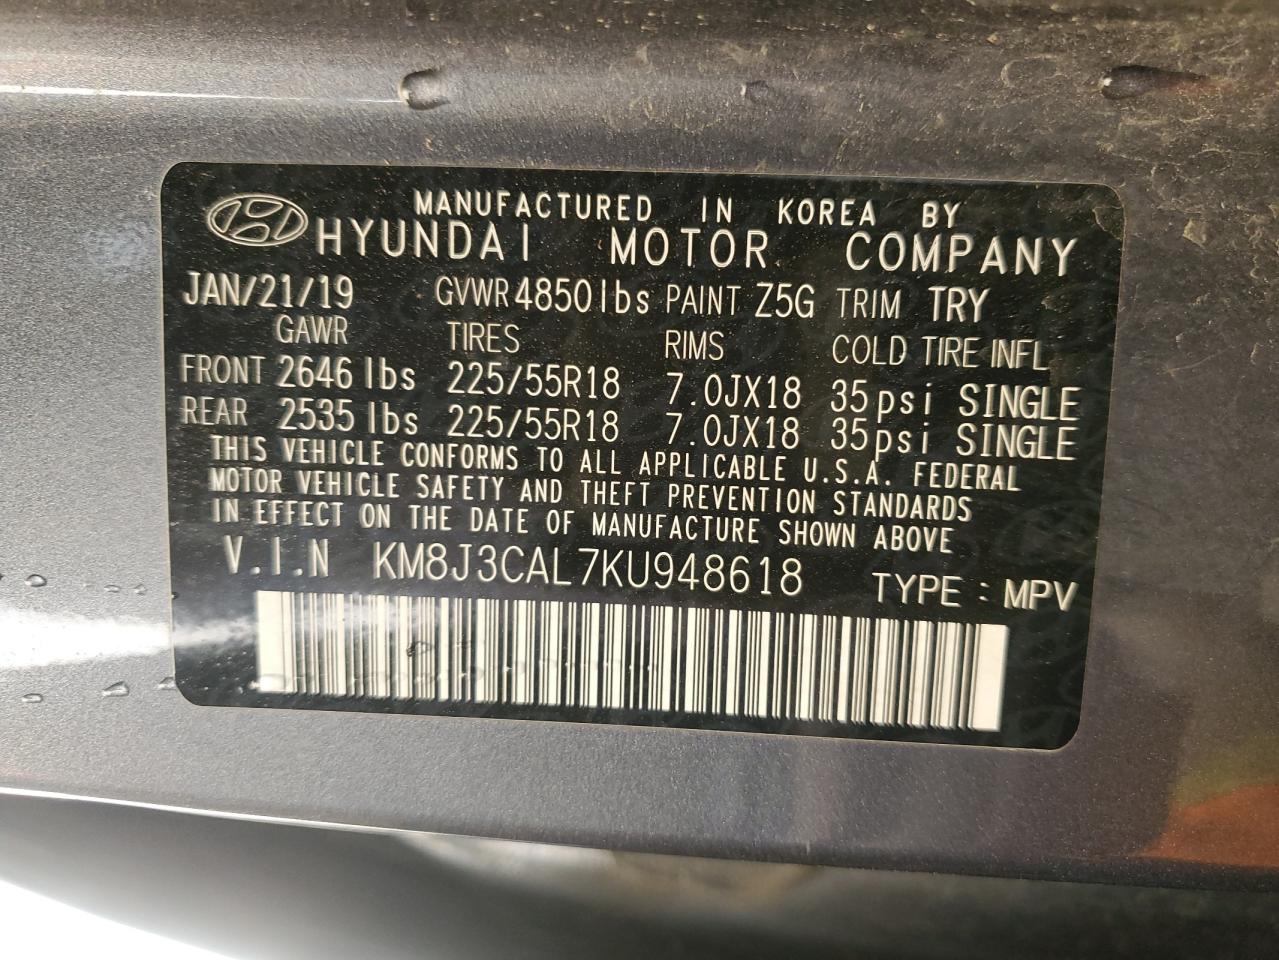 MANUFACTURED IN KOREA BY
HYUNDAI MOTOR COMPANY
JAN/21/19 GVWR 4850 lbs PAINT Z5G TRIM TRY
GAWR TIRES RIMS COLD TIRE INFL
FRONT 2646 lbs 225/55R18 7.0JX18 35psi SINGLE
REAR 2535 lbs 225/55R18 7.0JX18 35psi SINGLE
THIS VEHICLE CONFORMS TO ALL APPLICABLE U.S.A. FEDERAL
MOTOR VEHICLE SAFETY AND THEFT PREVENTION STANDARDS
IN EFFECT ON THE DATE OF MANUFACTURE SHOWN ABOVE
V.I.N KM8J3CAL7KU948618 TYPE : MPV